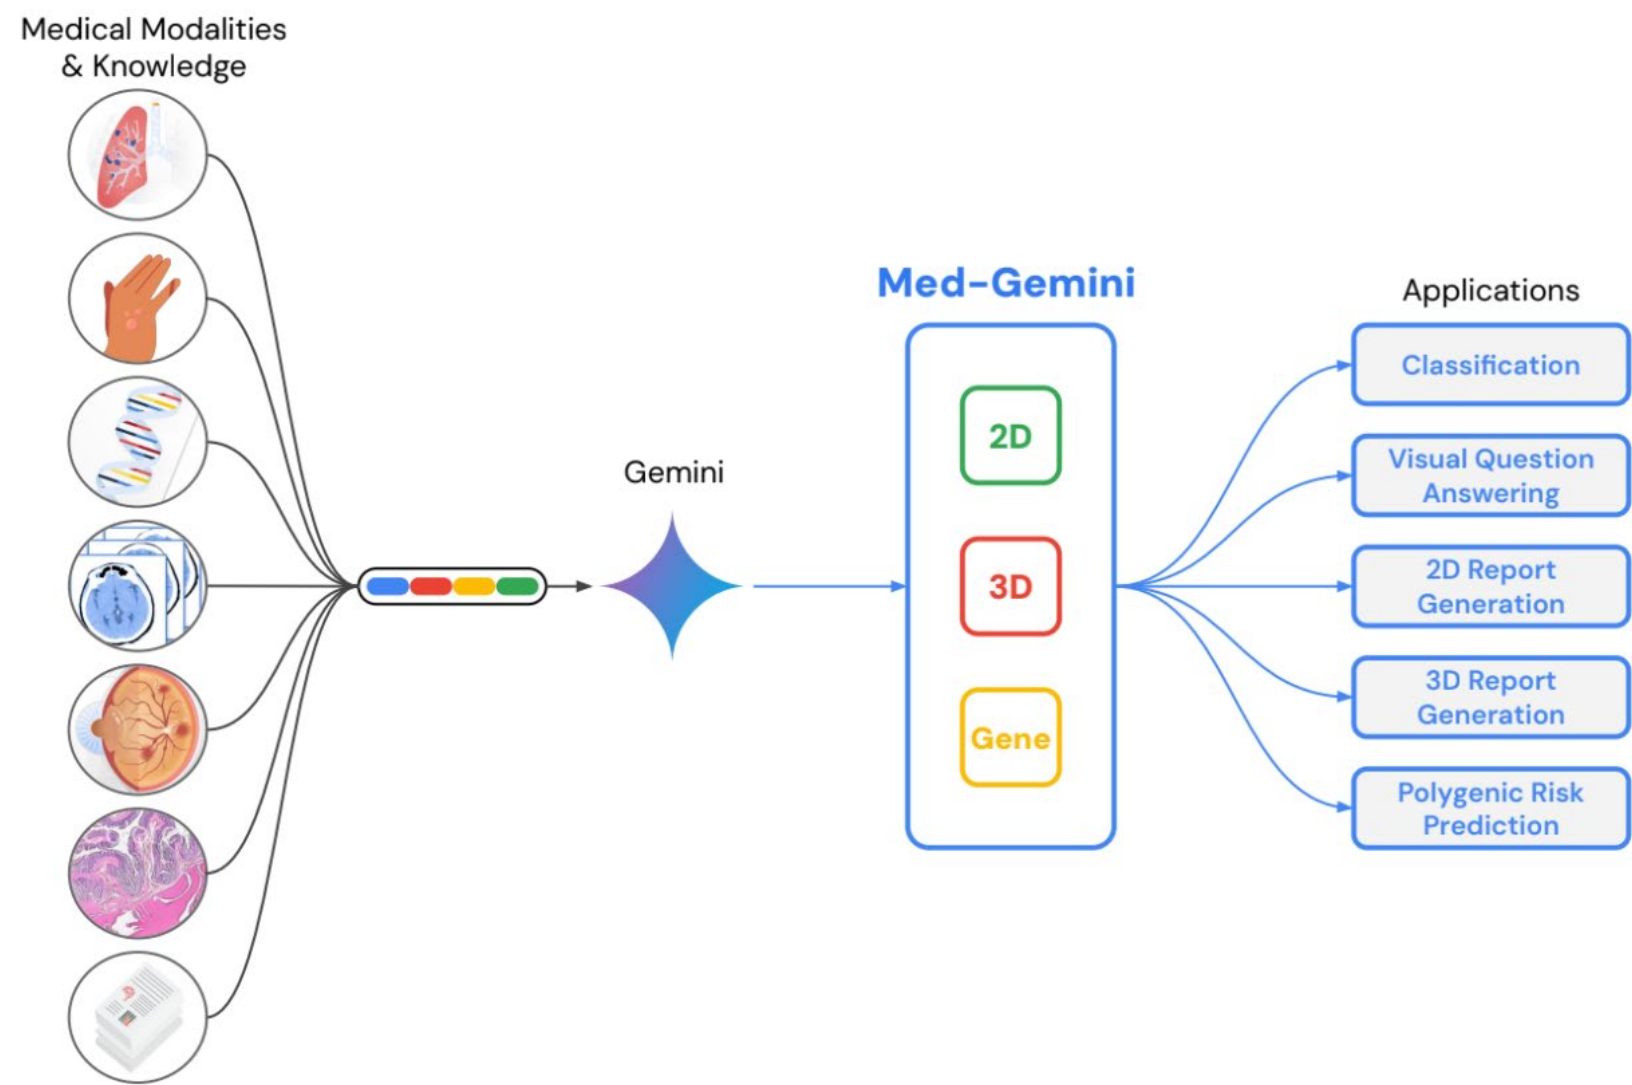 Medical Modalities
& Knowledge
Gemini
Med-Gemini
2D
3D
Gene
Applications
Classification
Visual Question
Answering
2D Report
Generation
3D Report
Generation
Polygenic Risk
Prediction